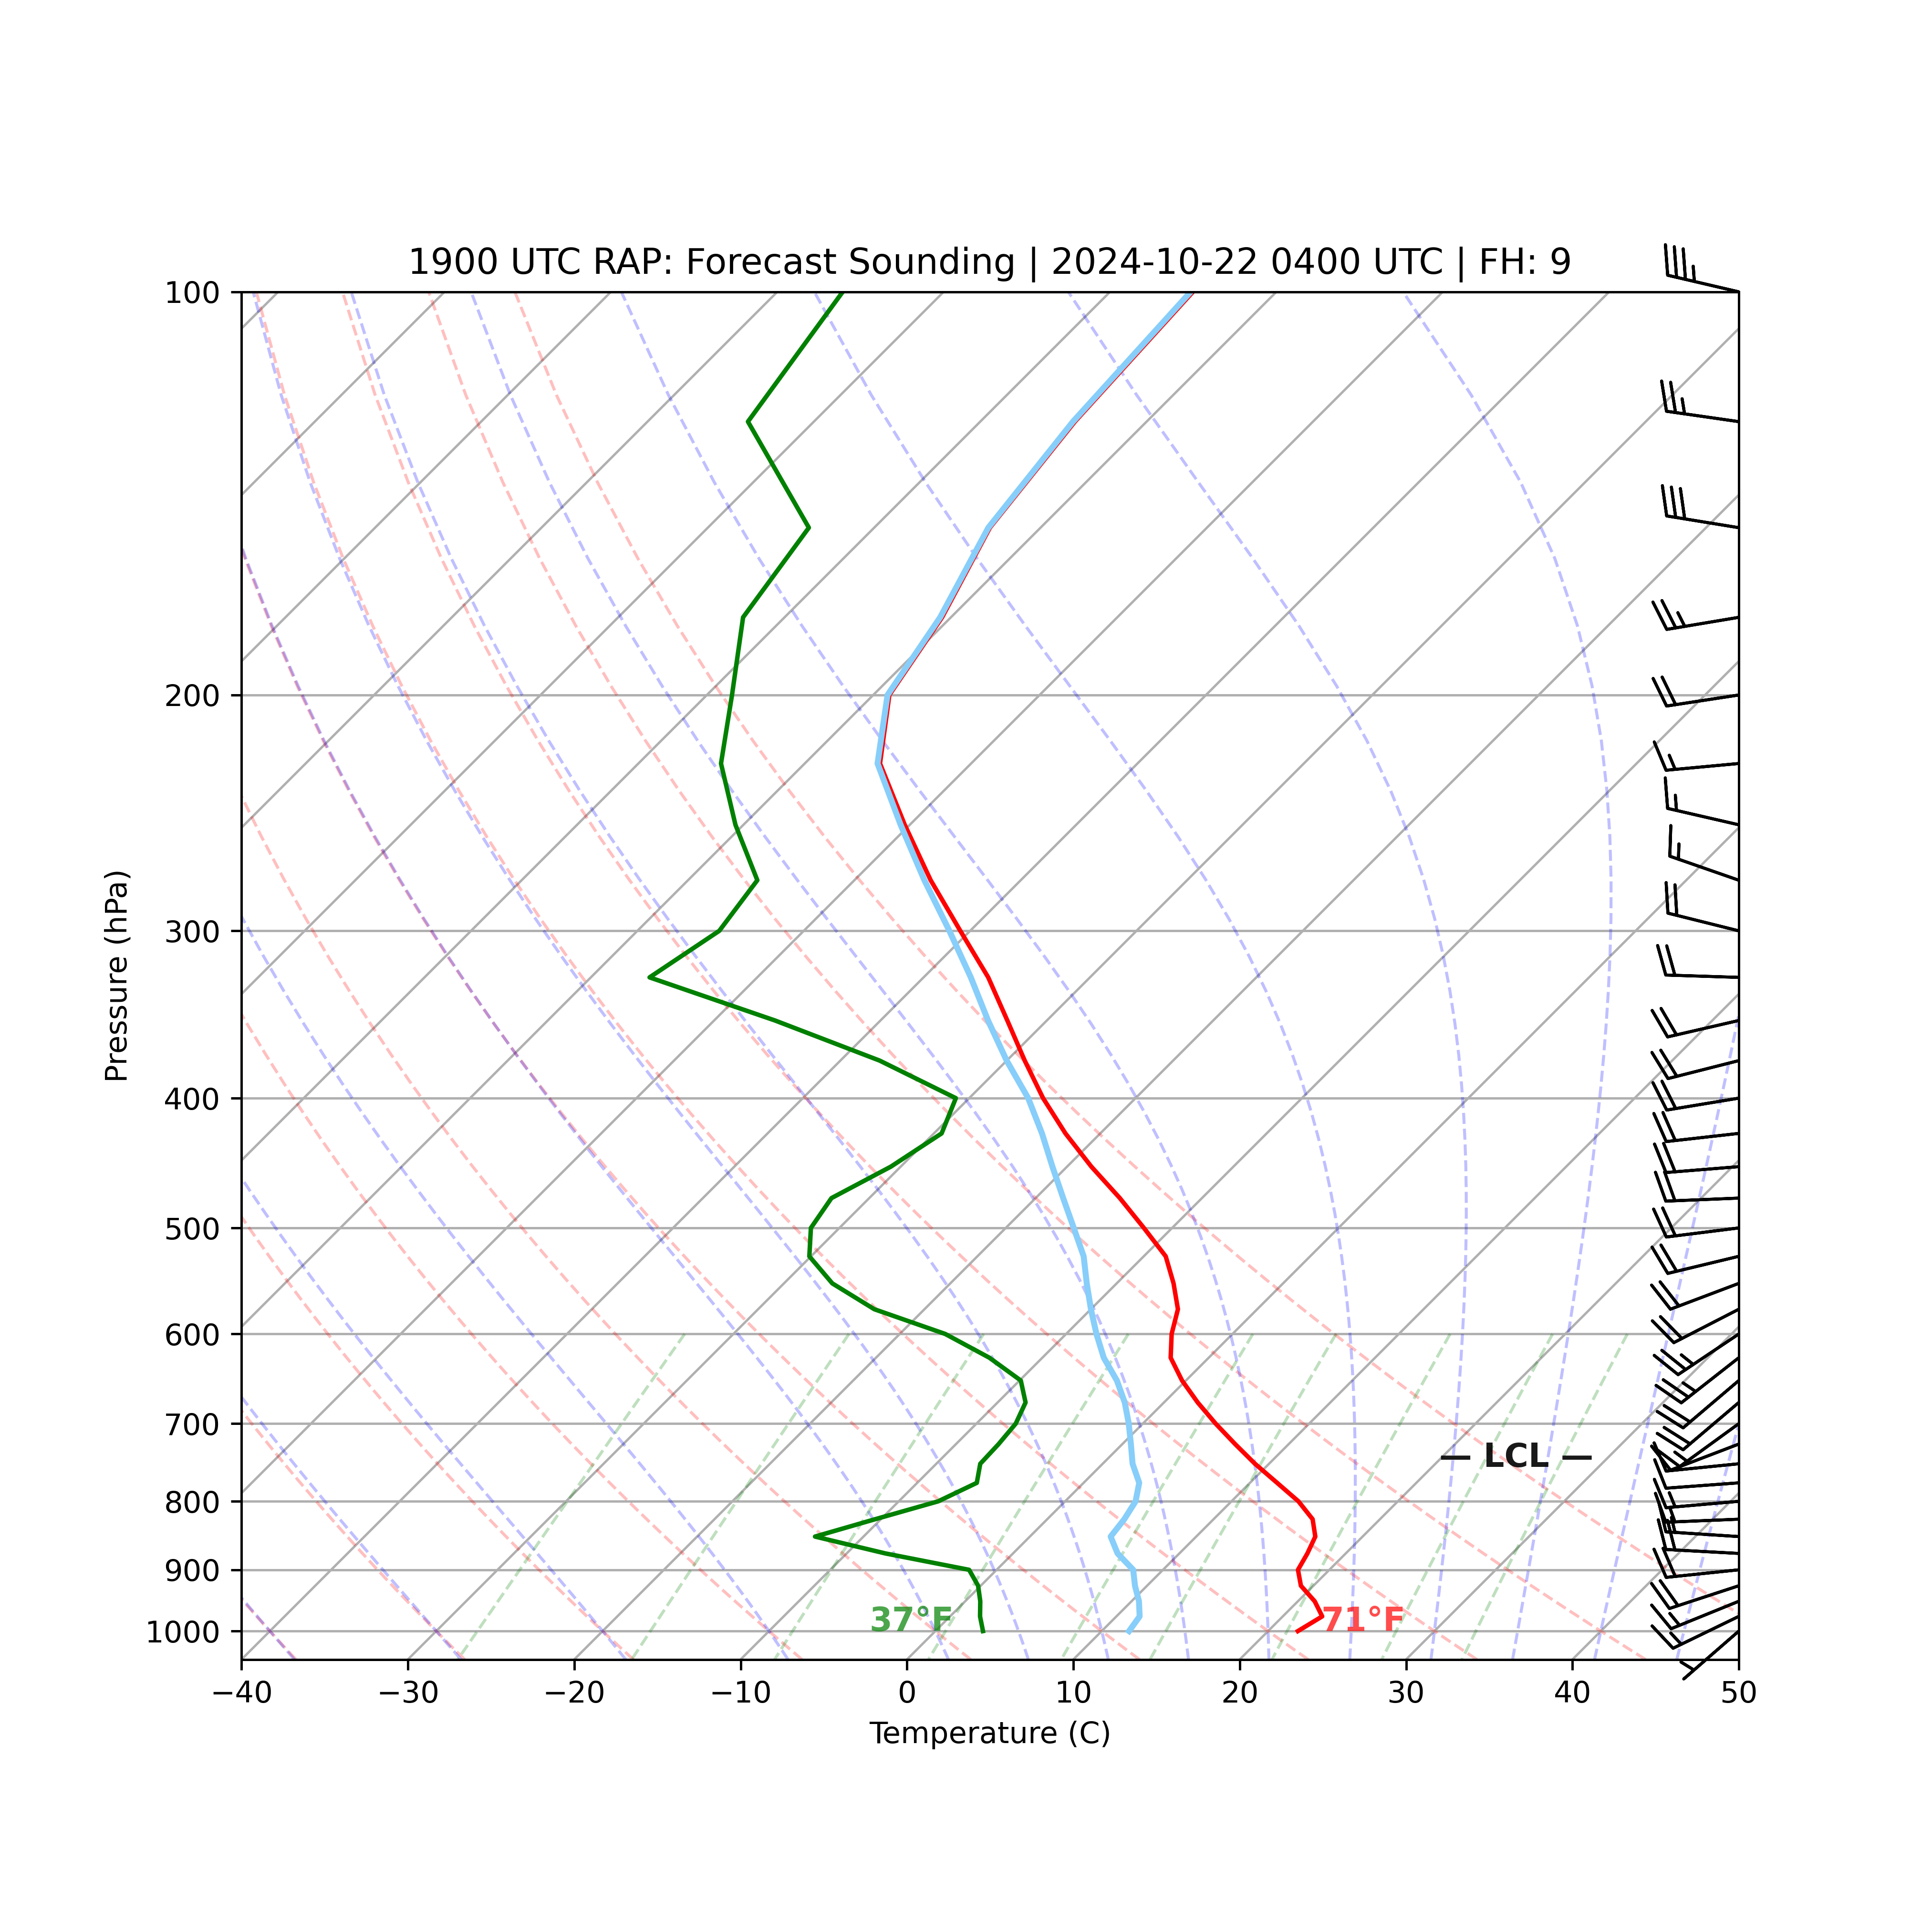 1900 UTC RAP: Forecast Sounding | 2024-10-22 0400 UTC | FH: 9
100
200
300
400
500
600
700
800
900
1000
Pressure (hPa)
— LCL —
37°F
71°F
−40 −30 −20 −10 0 10 20 30 40 50
Temperature (C)